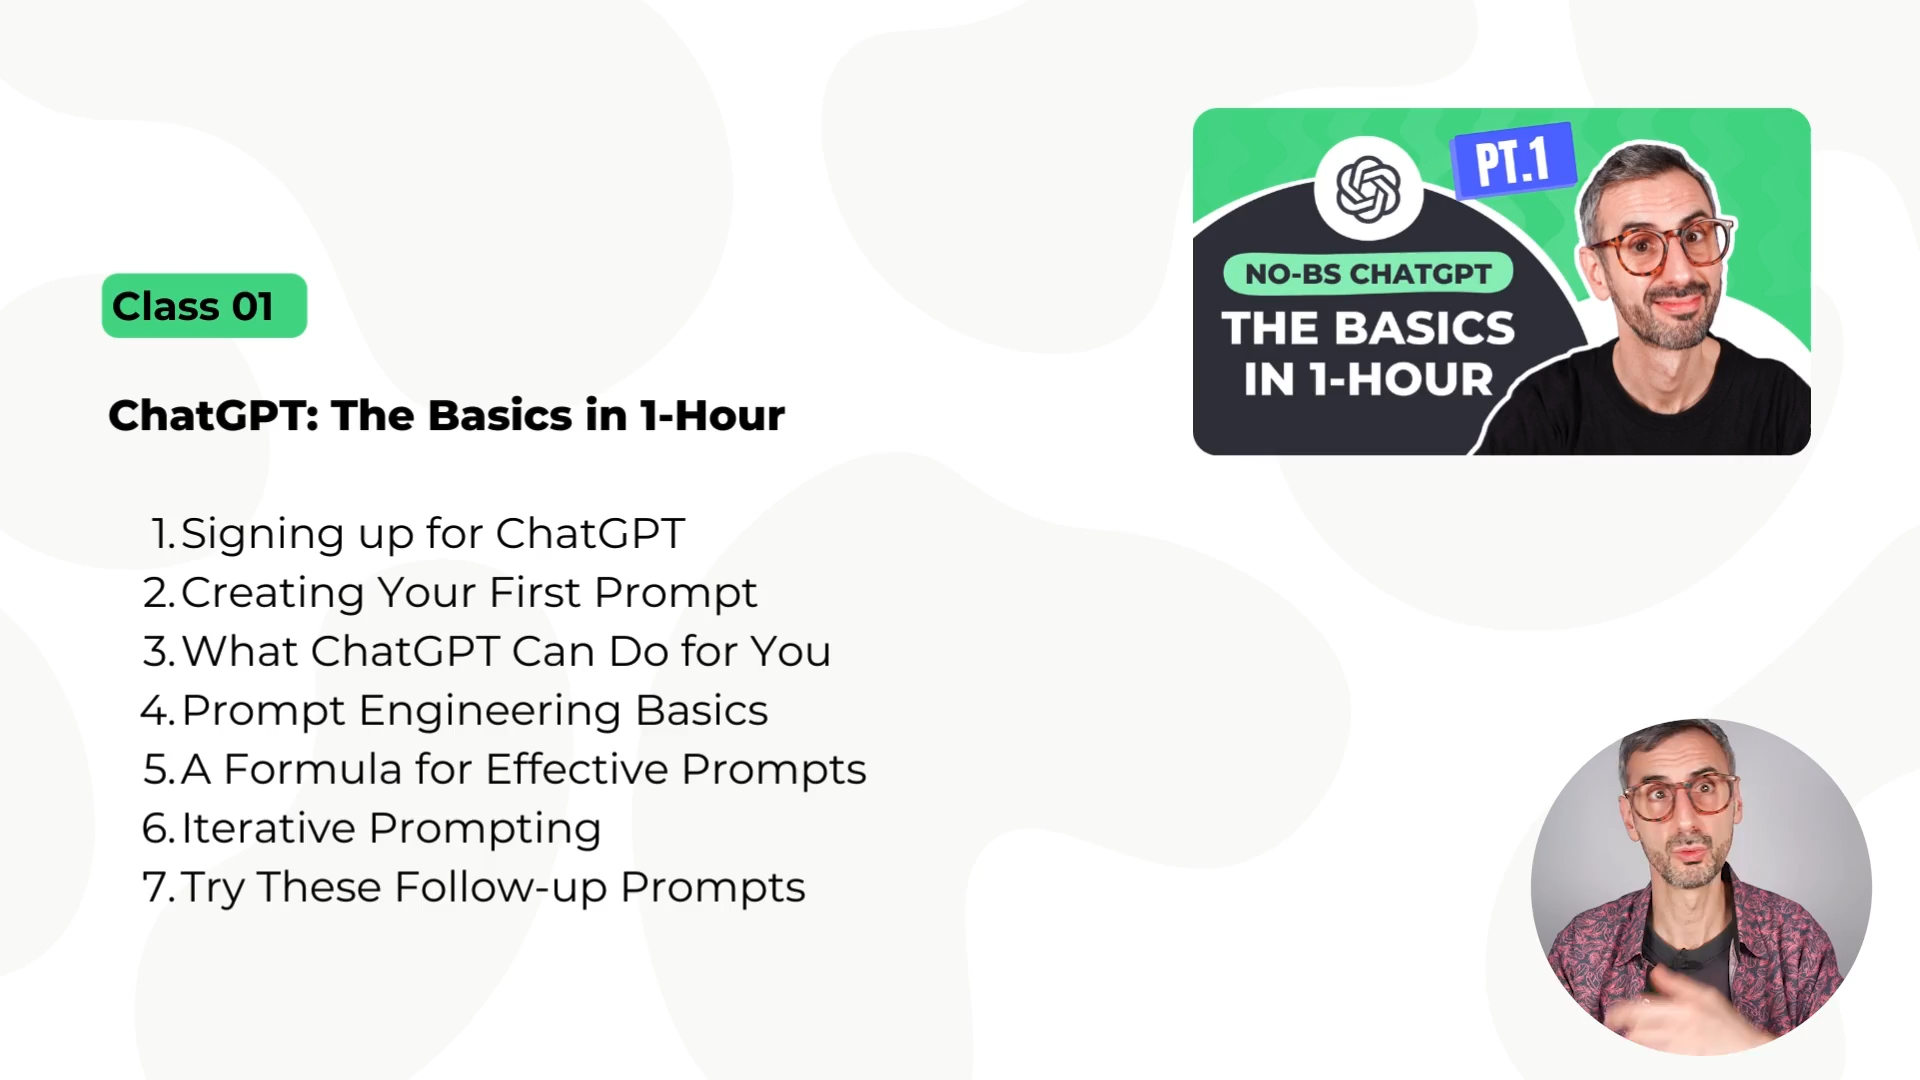 Class 01
ChatGPT: The Basics in 1-Hour
1. Signing up for ChatGPT
2. Creating Your First Prompt
3. What ChatGPT Can Do for You
4. Prompt Engineering Basics
5. A Formula for Effective Prompts
6. Iterative Prompting
7. Try These Follow-up Prompts
PT.1
NO-BS CHATGPT
THE BASICS
IN 1-HOUR